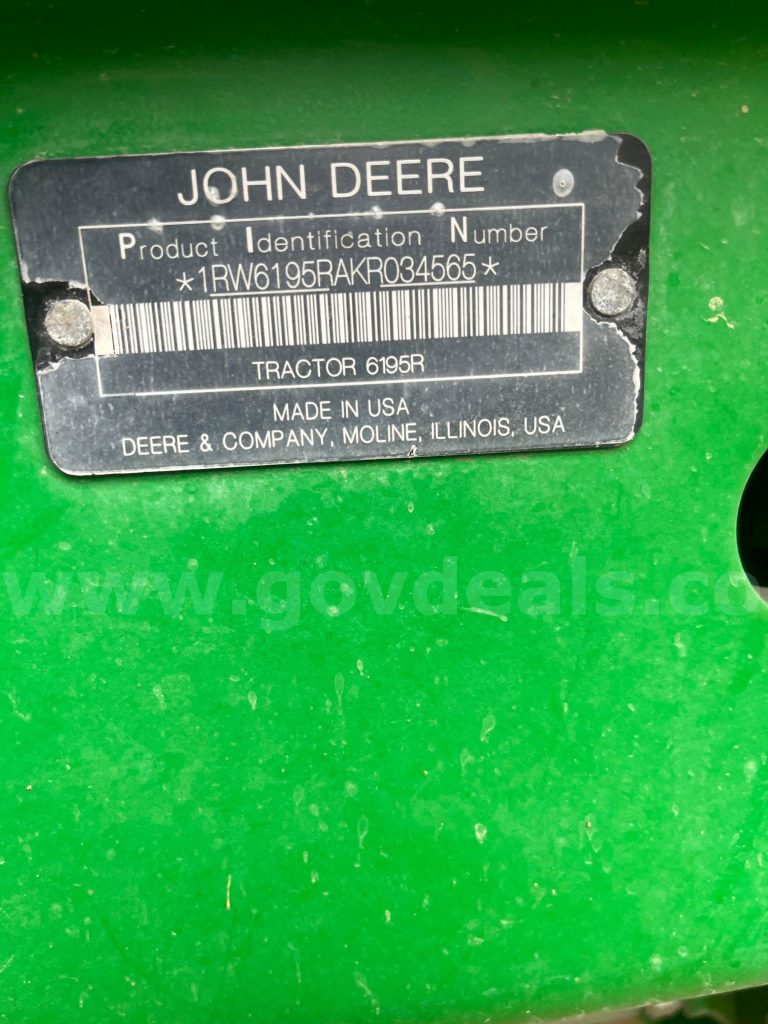 JOHN DEERE
Product Identification Number
*1RW6195RAKR034565*
TRACTOR 6195R
MADE IN USA
DEERE & COMPANY, MOLINE, ILLINOIS, USA
www.govdeals.co